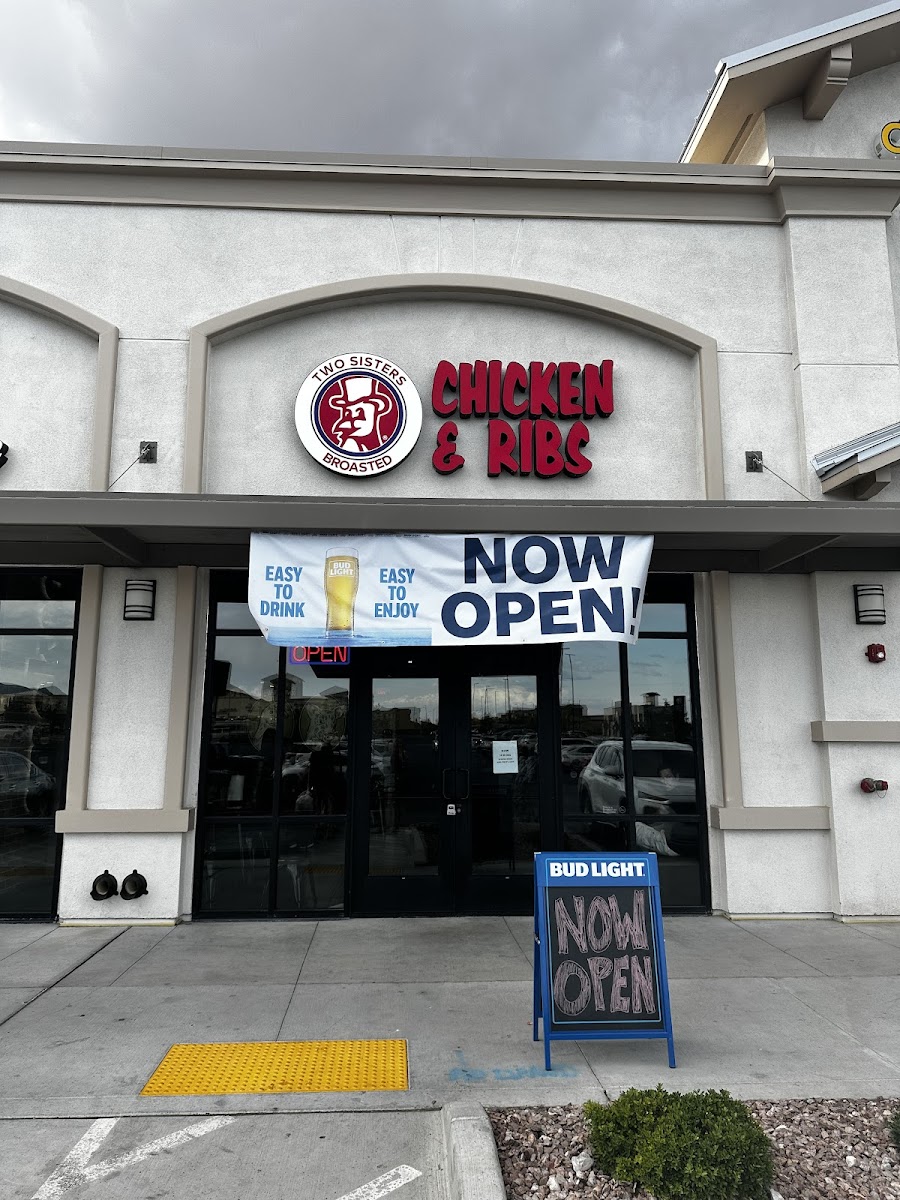 TWO SISTERS
BROASTED
®
CHICKEN
& RIBS
EASY
TO
DRINK
BUD
LIGHT
EASY
TO
ENJOY
NOW
OPEN!
OPEN
BUD LIGHT
NOW
OPEN